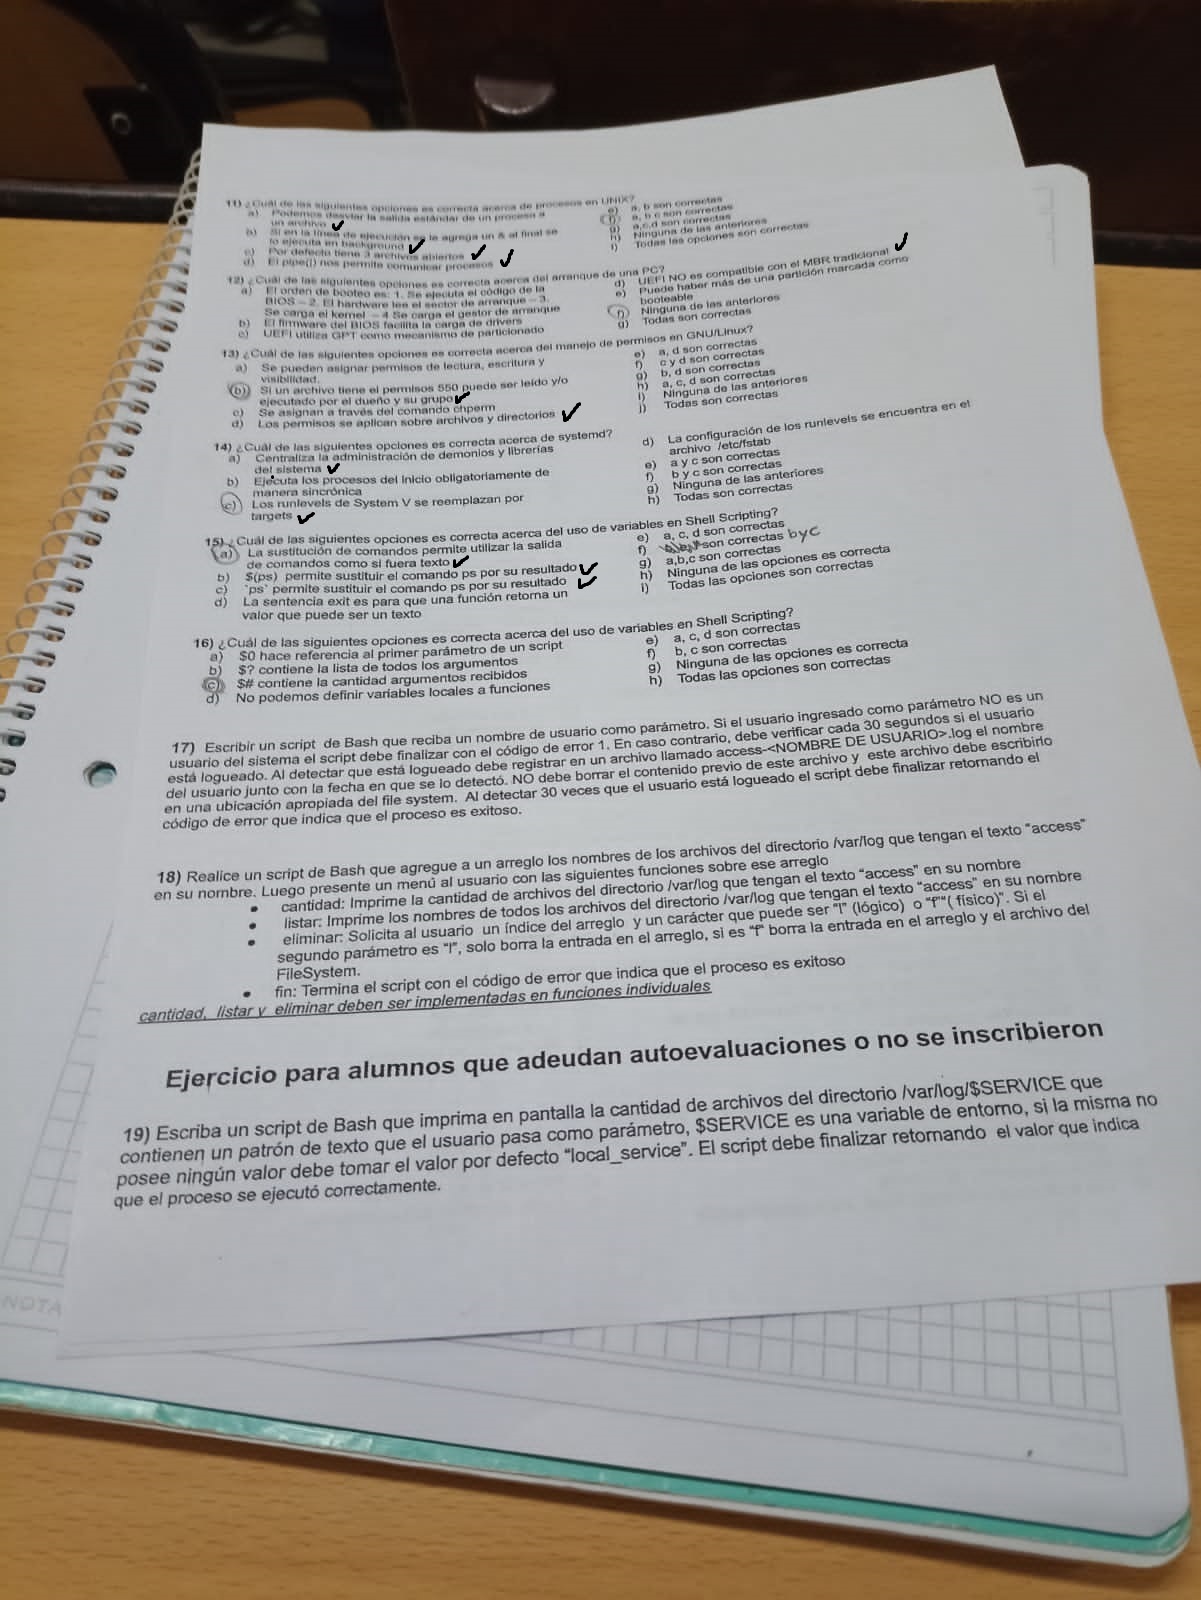 11) ¿Cuál de las siguientes opciones es correcta acerca de procesos en UNIX?
a) Podemos desviar la salida estándar de un proceso a
un archivo
b) Si en la línea de ejecución se le agrega un & al final se
lo ejecuta en background
c) Por defecto tiene 3 archivos abiertos
d) El pipe(|) nos permite comunicar procesos
e) a, b son correctas
f) a, b c son correctas
g) a,c,d son correctas
h) Ninguna de las anteriores
i) Todas las opciones son correctas
12) ¿Cuál de las siguientes opciones es correcta acerca del arranque de una PC?
a) El orden de booteo es: 1. Se ejecuta el código de la
BIOS – 2. El hardware lee el sector de arranque – 3.
Se carga el kernel – 4 Se carga el gestor de arranque
b) El firmware del BIOS facilita la carga de drivers
c) UEFI utiliza GPT como mecanismo de particionado
d) UEFI NO es compatible con el MBR tradicional
e) Puede haber más de una partición marcada como
booteable
f) Ninguna de las anteriores
g) Todas son correctas
13) ¿Cuál de las siguientes opciones es correcta acerca del manejo de permisos en GNU/Linux?
a) Se pueden asignar permisos de lectura, escritura y
visibilidad.
b) Si un archivo tiene el permisos 550 puede ser leído y/o
ejecutado por el dueño y su grupo
c) Se asignan a través del comando chperm
d) Los permisos se aplican sobre archivos y directorios
e) a, d son correctas
f) c y d son correctas
g) b, d son correctas
h) a, c, d son correctas
i) Ninguna de las anteriores
j) Todas son correctas
14) ¿Cuál de las siguientes opciones es correcta acerca de systemd?
a) Centraliza la administración de demonios y librerías
del sistema
b) Ejecuta los procesos del Inicio obligatoriamente de
manera sincrónica
c) Los runlevels de System V se reemplazan por
targets
d) La configuración de los runlevels se encuentra en el
archivo /etc/fstab
e) a y c son correctas
f) b y c son correctas
g) Ninguna de las anteriores
h) Todas son correctas
15) ¿Cuál de las siguientes opciones es correcta acerca del uso de variables en Shell Scripting?
a) La sustitución de comandos permite utilizar la salida
de comandos como si fuera texto
b) $(ps) permite sustituir el comando ps por su resultado
c) `ps` permite sustituir el comando ps por su resultado
d) La sentencia exit es para que una función retorna un
valor que puede ser un texto
e) a, c, d son correctas
f) son correctas byc
g) a,b,c son correctas
h) Ninguna de las opciones es correcta
i) Todas las opciones son correctas
16) ¿Cuál de las siguientes opciones es correcta acerca del uso de variables en Shell Scripting?
a) $0 hace referencia al primer parámetro de un script
b) $? contiene la lista de todos los argumentos
c) $# contiene la cantidad argumentos recibidos
d) No podemos definir variables locales a funciones
e) a, c, d son correctas
f) b, c son correctas
g) Ninguna de las opciones es correcta
h) Todas las opciones son correctas
17) Escribir un script de Bash que reciba un nombre de usuario como parámetro. Si el usuario ingresado como parámetro NO es un
usuario del sistema el script debe finalizar con el código de error 1. En caso contrario, debe verificar cada 30 segundos si el usuario
está logueado. Al detectar que está logueado debe registrar en un archivo llamado access-<NOMBRE DE USUARIO>.log el nombre
del usuario junto con la fecha en que se lo detectó. NO debe borrar el contenido previo de este archivo y este archivo debe escribirlo
en una ubicación apropiada del file system. Al detectar 30 veces que el usuario está logueado el script debe finalizar retornando el
código de error que indica que el proceso es exitoso.
18) Realice un script de Bash que agregue a un arreglo los nombres de los archivos del directorio /var/log que tengan el texto “access”
en su nombre. Luego presente un menú al usuario con las siguientes funciones sobre ese arreglo
• cantidad: Imprime la cantidad de archivos del directorio /var/log que tengan el texto “access” en su nombre
• listar: Imprime los nombres de todos los archivos del directorio /var/log que tengan el texto “access” en su nombre
• eliminar: Solicita al usuario un índice del arreglo y un carácter que puede ser “l” (lógico) o “f”“( físico)”. Si el
segundo parámetro es “l”, solo borra la entrada en el arreglo, si es “f” borra la entrada en el arreglo y el archivo del
FileSystem.
• fin: Termina el script con el código de error que indica que el proceso es exitoso
cantidad, listar y eliminar deben ser implementadas en funciones individuales
Ejercicio para alumnos que adeudan autoevaluaciones o no se inscribieron
19) Escriba un script de Bash que imprima en pantalla la cantidad de archivos del directorio /var/log/$SERVICE que
contienen un patrón de texto que el usuario pasa como parámetro, $SERVICE es una variable de entorno, si la misma no
posee ningún valor debe tomar el valor por defecto “local_service”. El script debe finalizar retornando el valor que indica
que el proceso se ejecutó correctamente.
NOTA